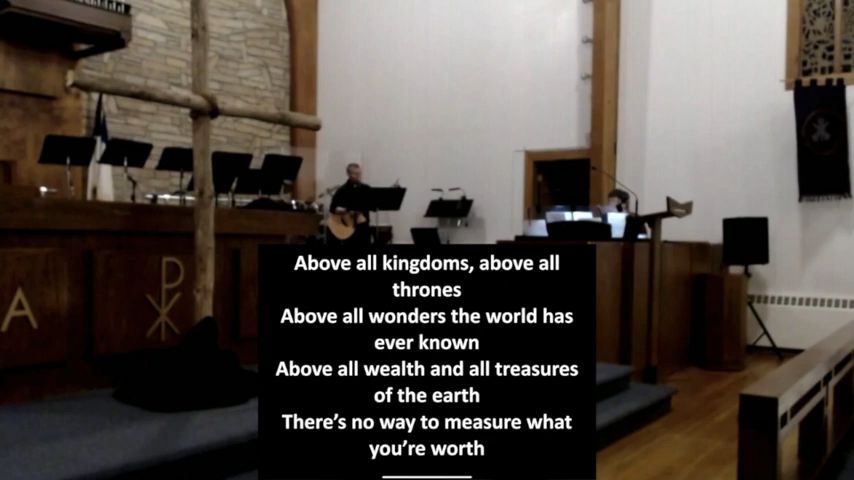 Above all kingdoms, above all
thrones
Above all wonders the world has
ever known
Above all wealth and all treasures
of the earth
There's no way to measure what
you're worth
A